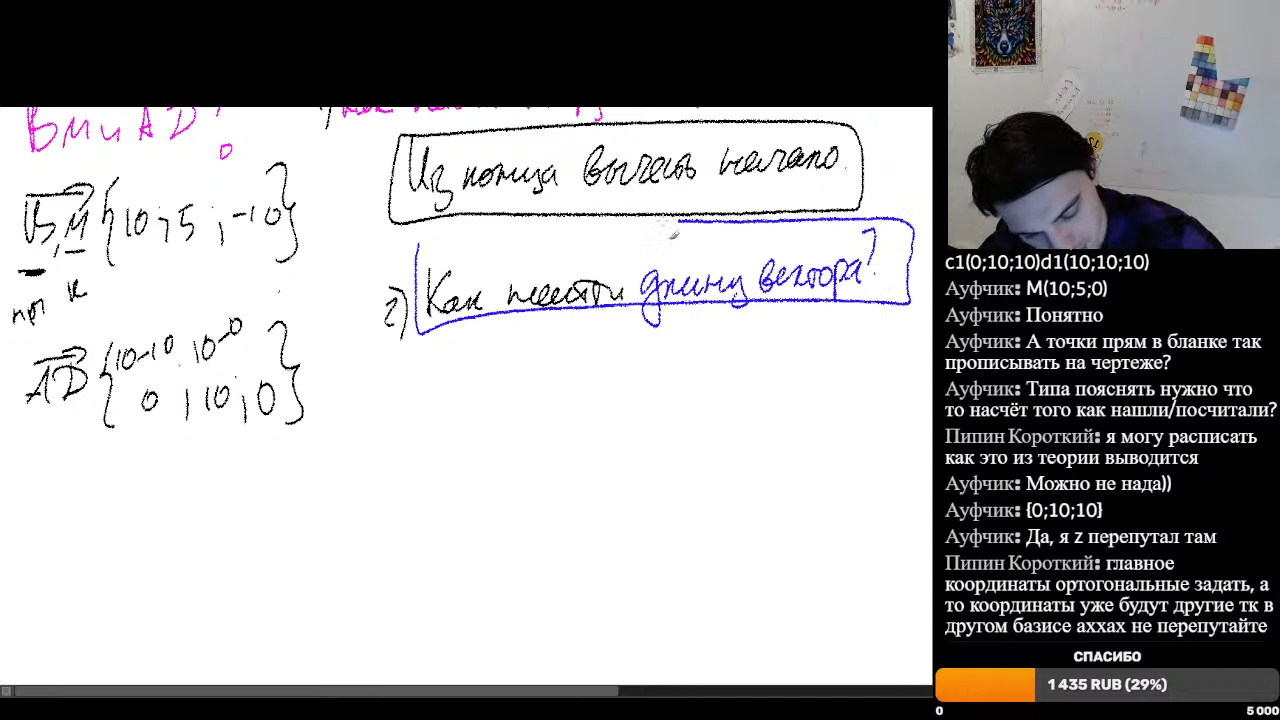 ВМ и AD?
Из конца вычесть начало.
BM {10; 5; -10}
нач к
2) Как найти длину вектора?
10-10 10-0
AD { 0 ; 10; 0}
c1(0;10;10)d1(10;10;10)
Ауфчик: M(10;5;0)
Ауфчик: Понятно
Ауфчик: А точки прям в бланке так
прописывать на чертеже?
Ауфчик: Типа пояснять нужно что
то насчёт того как нашли/посчитали?
Пипин Короткий: я могу расписать
как это из теории выводится
Ауфчик: Можно не нада))
Ауфчик: {0;10;10}
Ауфчик: Да, я z перепутал там
Пипин Короткий: главное
координаты ортогональные задать, а
то координаты уже будут другие тк в
другом базисе аххах не перепутайте
СПАСИБО
1 435 RUB (29%)
0 5 000